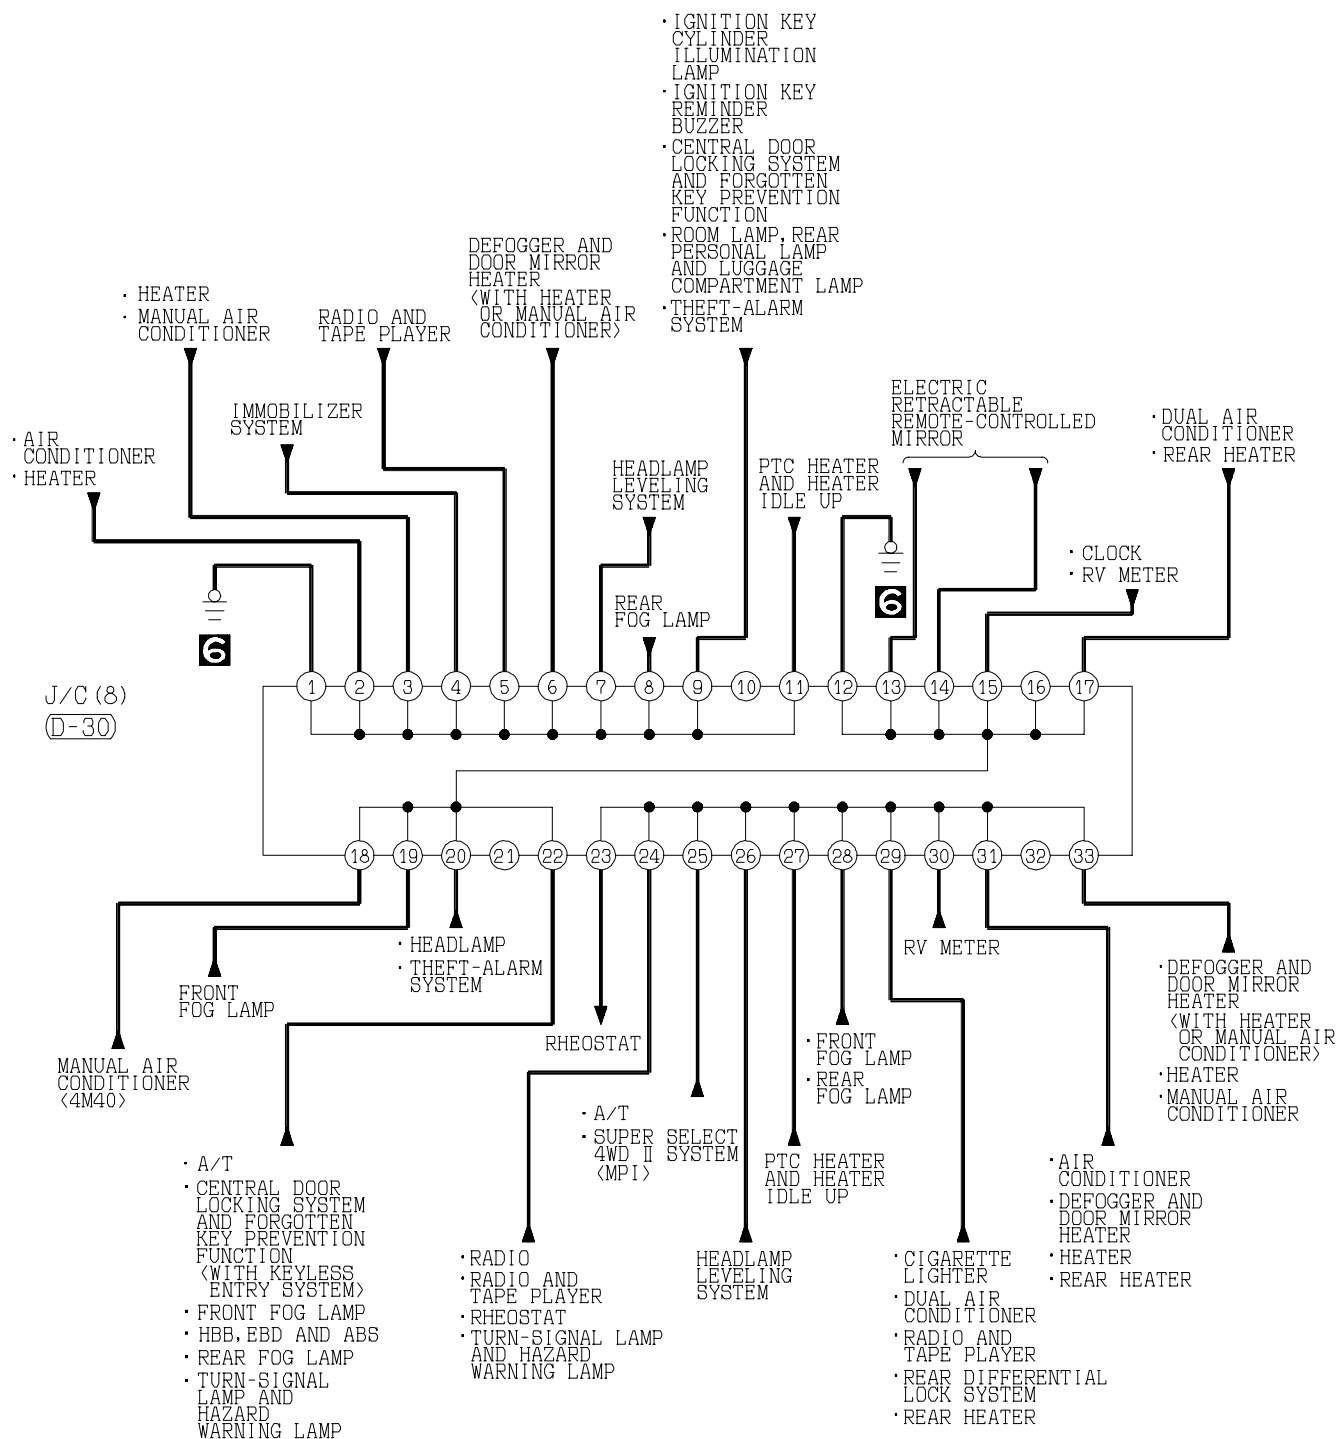 · IGNITION KEY
CYLINDER
ILLUMINATION
LAMP
· IGNITION KEY
REMINDER
BUZZER
· CENTRAL DOOR
LOCKING SYSTEM
AND FORGOTTEN
KEY PREVENTION
FUNCTION
· ROOM LAMP, REAR
PERSONAL LAMP
AND LUGGAGE
COMPARTMENT LAMP
· THEFT-ALARM
SYSTEM
DEFOGGER AND
DOOR MIRROR
HEATER
<WITH HEATER
OR MANUAL AIR
CONDITIONER>
· HEATER
· MANUAL AIR
CONDITIONER
RADIO AND
TAPE PLAYER
IMMOBILIZER
SYSTEM
· AIR
CONDITIONER
· HEATER
HEADLAMP
LEVELING
SYSTEM
REAR
FOG LAMP
PTC HEATER
AND HEATER
IDLE UP
ELECTRIC
RETRACTABLE
REMOTE-CONTROLLED
MIRROR
· DUAL AIR
CONDITIONER
· REAR HEATER
· CLOCK
· RV METER
6
6
J/C (8)
D-30
1 2 3 4 5 6 7 8 9 10 11 12 13 14 15 16 17
18 19 20 21 22 23 24 25 26 27 28 29 30 31 32 33
MANUAL AIR
CONDITIONER
<4M40>
FRONT
FOG LAMP
· HEADLAMP
· THEFT-ALARM
SYSTEM
· A/T
· CENTRAL DOOR
LOCKING SYSTEM
AND FORGOTTEN
KEY PREVENTION
FUNCTION
<WITH KEYLESS
ENTRY SYSTEM>
· FRONT FOG LAMP
· HBB, EBD AND ABS
· REAR FOG LAMP
· TURN-SIGNAL
LAMP AND
HAZARD
WARNING LAMP
RHEOSTAT
· RADIO
· RADIO AND
TAPE PLAYER
· RHEOSTAT
· TURN-SIGNAL LAMP
AND HAZARD
WARNING LAMP
· A/T
· SUPER SELECT
4WD Ⅱ SYSTEM
<MPI>
HEADLAMP
LEVELING
SYSTEM
PTC HEATER
AND HEATER
IDLE UP
· FRONT
FOG LAMP
· REAR
FOG LAMP
· CIGARETTE
LIGHTER
· DUAL AIR
CONDITIONER
· RADIO AND
TAPE PLAYER
· REAR DIFFERENTIAL
LOCK SYSTEM
· REAR HEATER
RV METER
· AIR
CONDITIONER
· DEFOGGER AND
DOOR MIRROR
HEATER
· HEATER
· REAR HEATER
· DEFOGGER AND
DOOR MIRROR
HEATER
<WITH HEATER
OR MANUAL AIR
CONDITIONER>
· HEATER
· MANUAL AIR
CONDITIONER